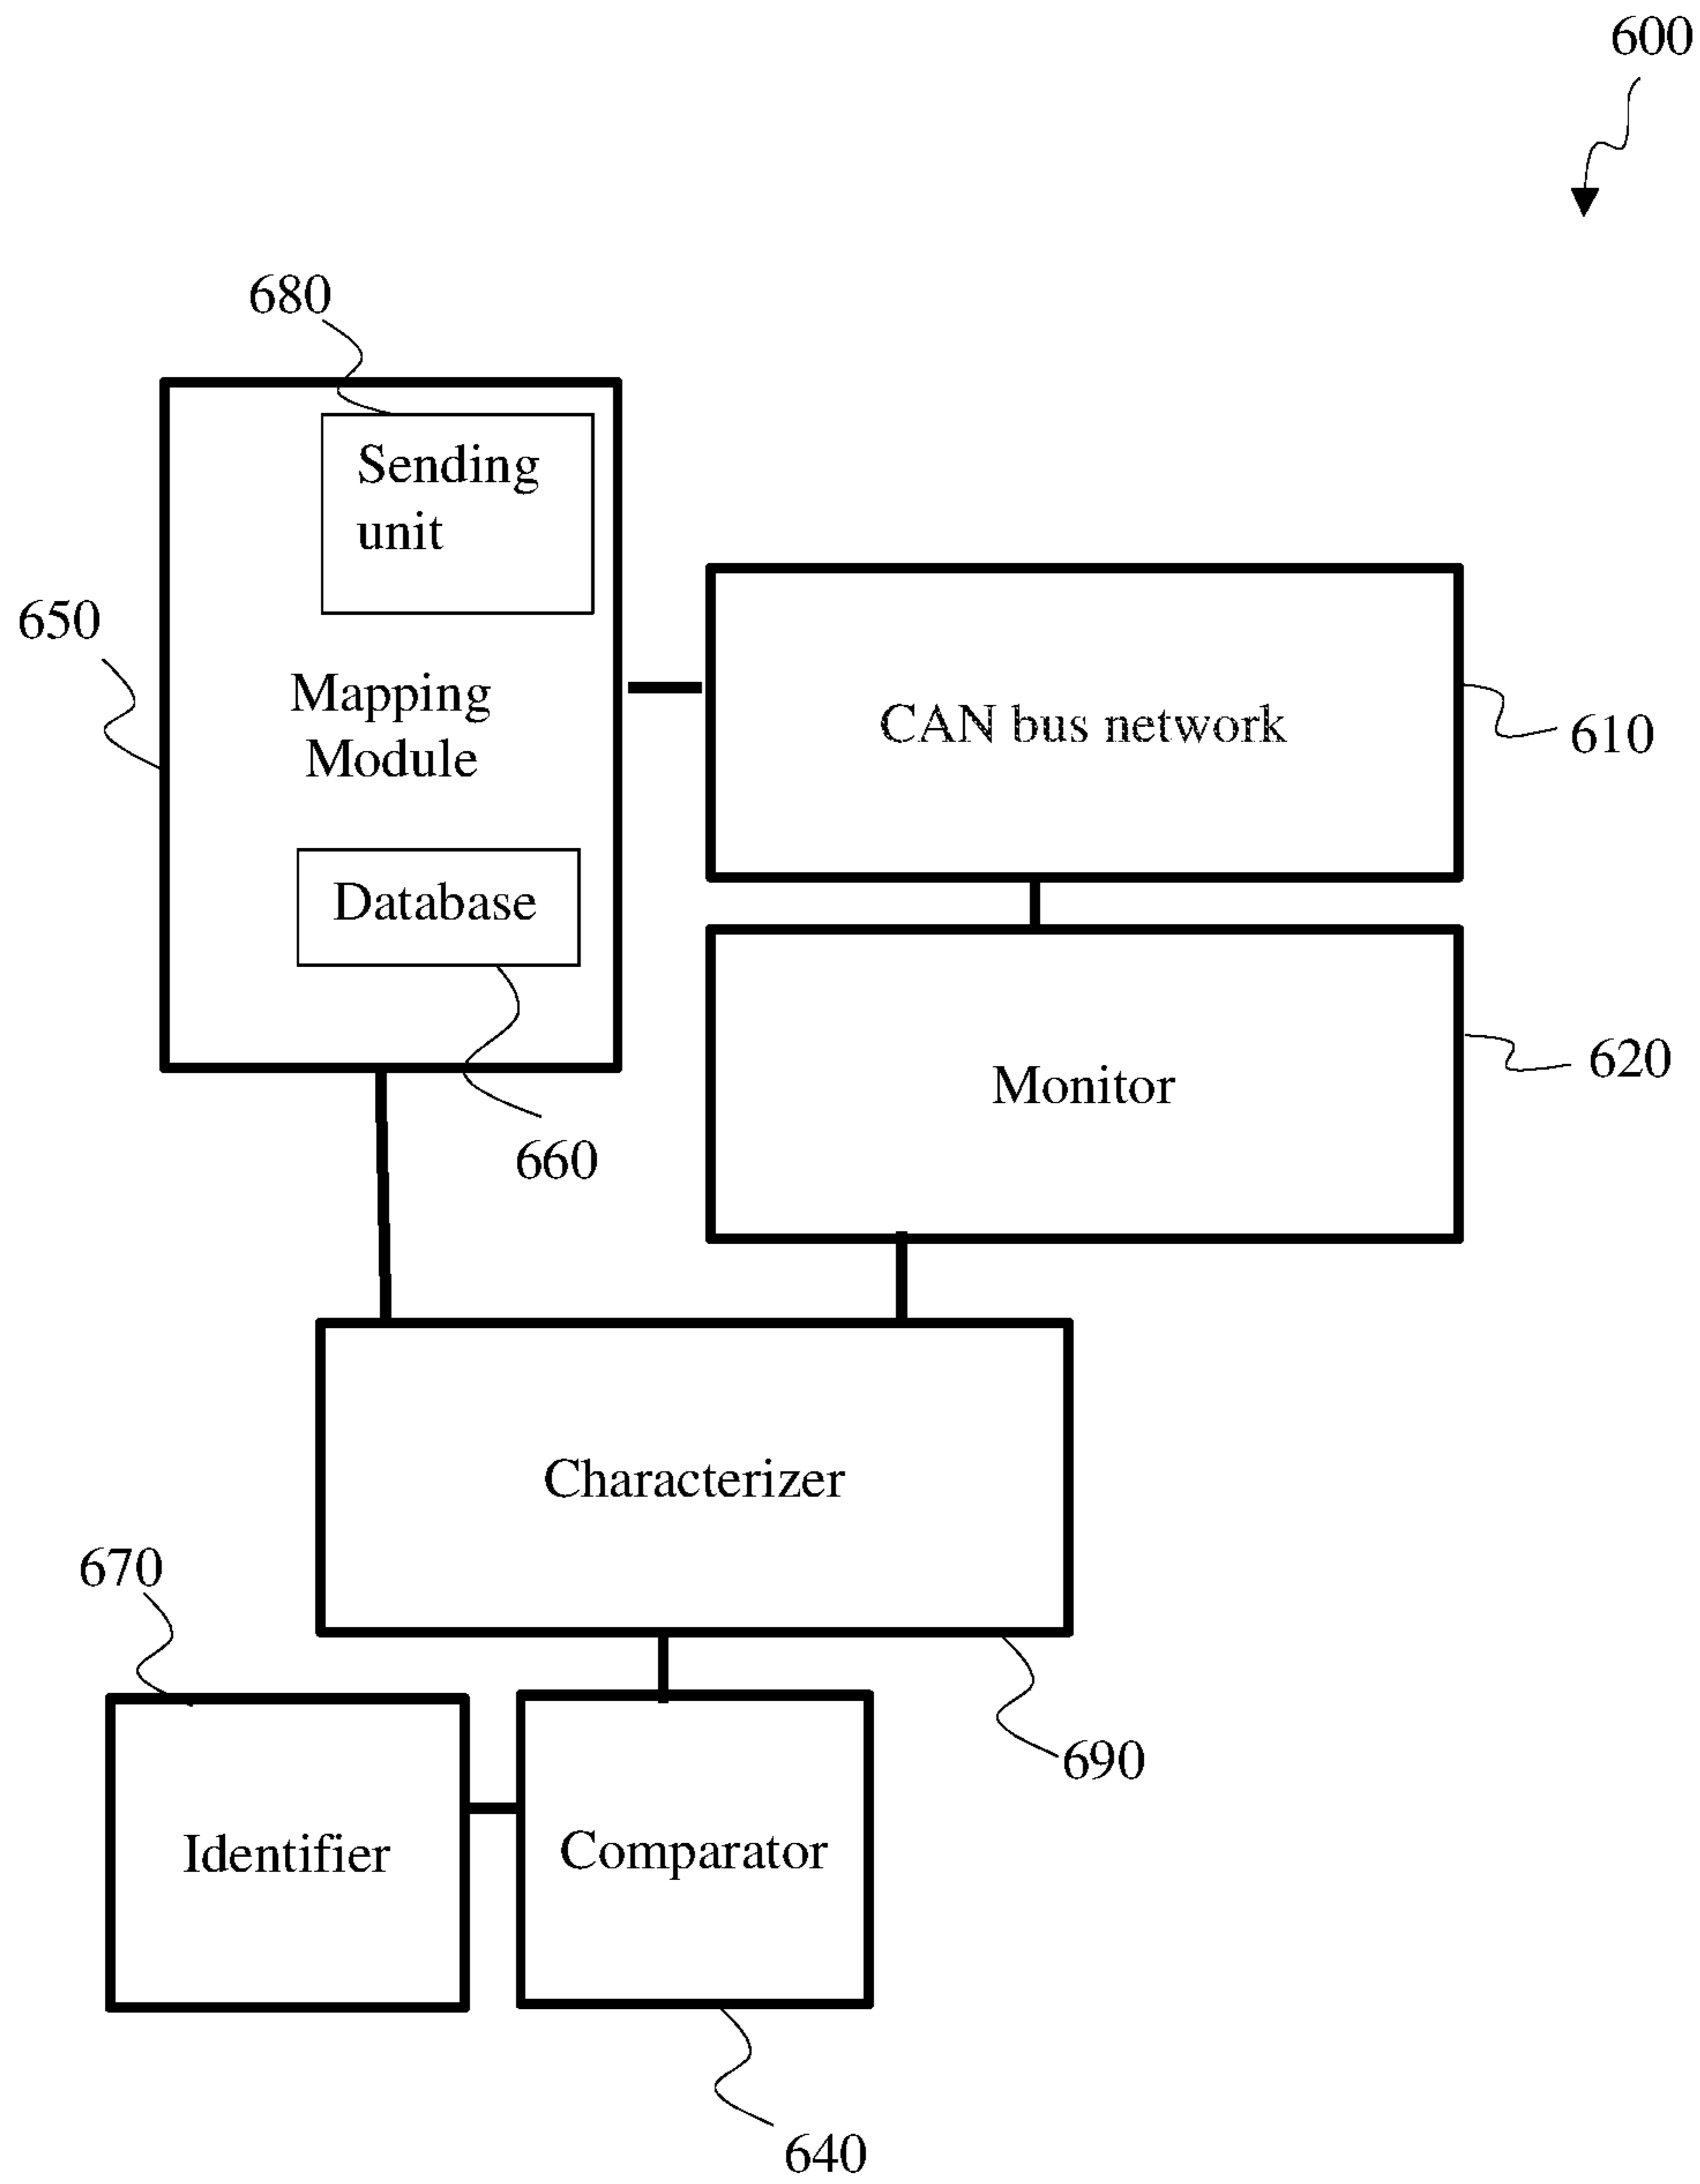 600
680
Sending
unit
650
Mapping
Module
CAN bus network
610
Database
Monitor
620
660
Characterizer
670
690
Identifier
Comparator
640